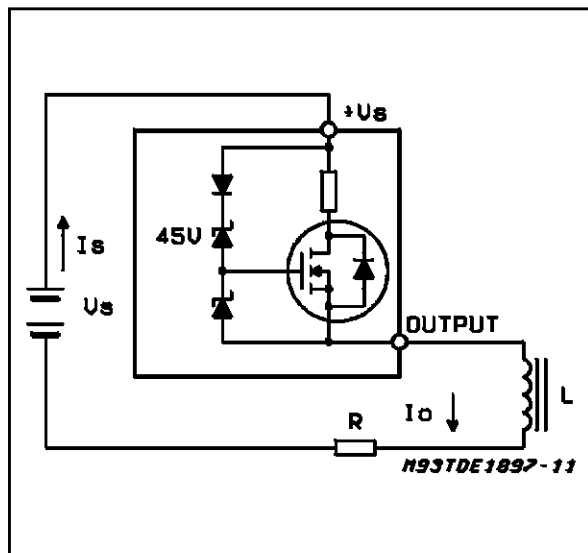 +Vs
45V
Is
Vs
OUTPUT
Io
L
R
M93TDE1897-11